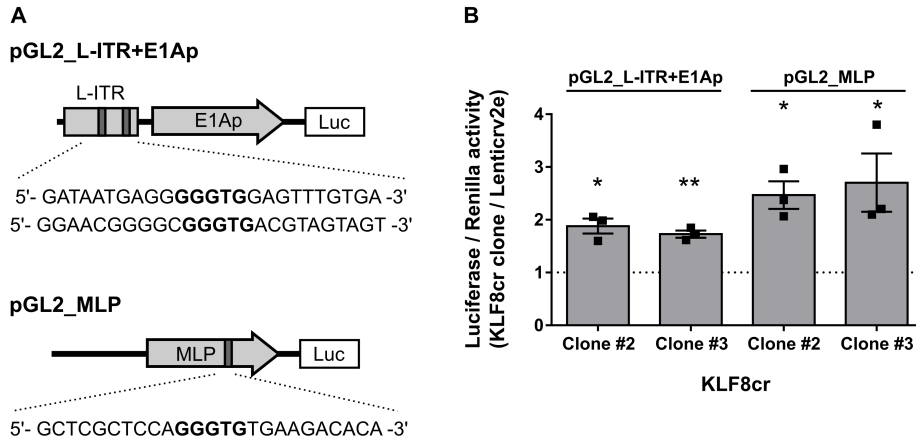 A
pGL2_L-ITR+E1Ap
L-ITR
E1Ap
Luc
5'- GATAATGAGGGGGTGGAGTTTGTGA -3'
5'- GGAACGGGGCGGGTGACGTAGTAGT -3'
pGL2_MLP
MLP
Luc
5'- GCTCGCTCCAGGGTGTGAAGACACA -3'
B
pGL2_L-ITR+E1Ap
pGL2_MLP
Luciferase / Renilla activity
(KLF8cr clone / Lenticrv2e)
4
3
2
1
0
*
**
*
*
Clone #2
Clone #3
Clone #2
Clone #3
KLF8cr